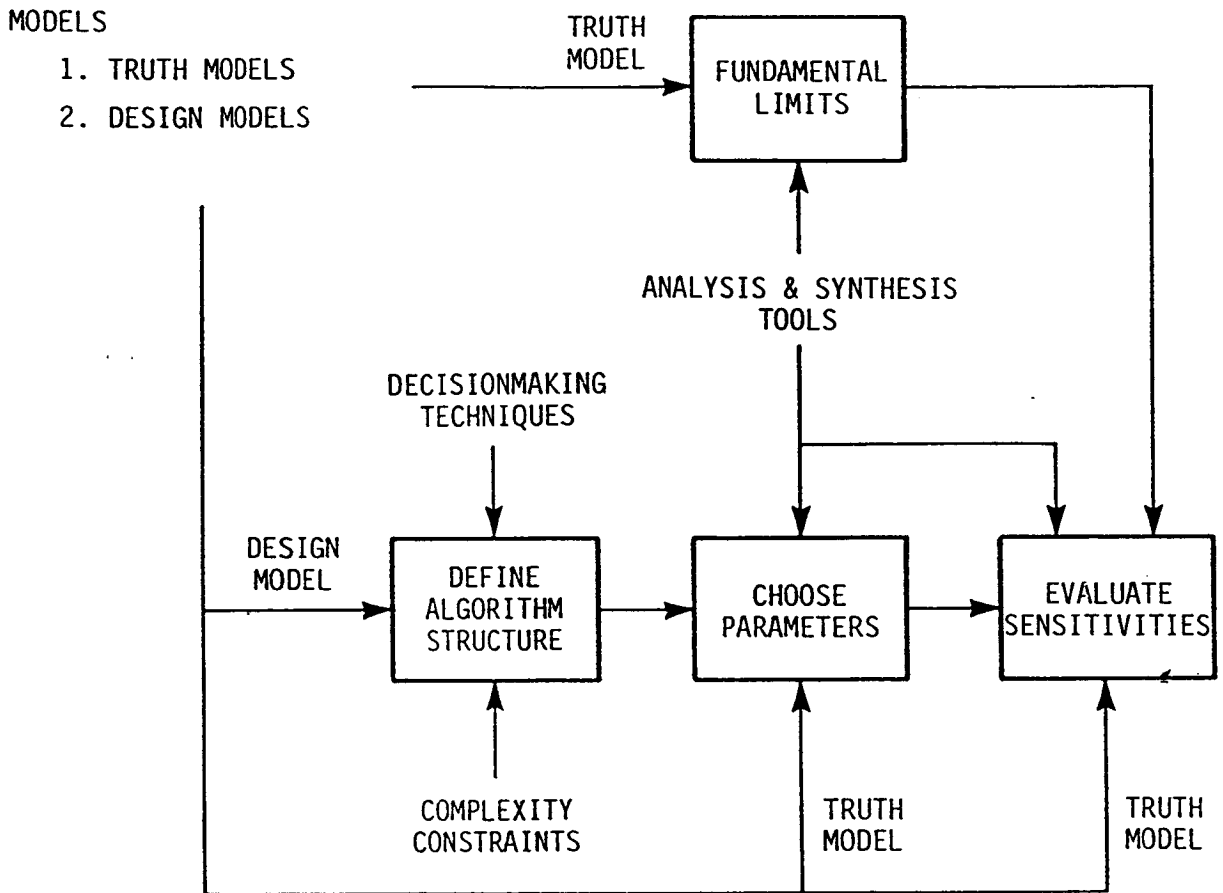 MODELS
1. TRUTH MODELS
2. DESIGN MODELS
TRUTH
MODEL
FUNDAMENTAL
LIMITS
ANALYSIS & SYNTHESIS
TOOLS
DECISIONMAKING
TECHNIQUES
DESIGN
MODEL
DEFINE
ALGORITHM
STRUCTURE
CHOOSE
PARAMETERS
EVALUATE
SENSITIVITIES
COMPLEXITY
CONSTRAINTS
TRUTH
MODEL
TRUTH
MODEL